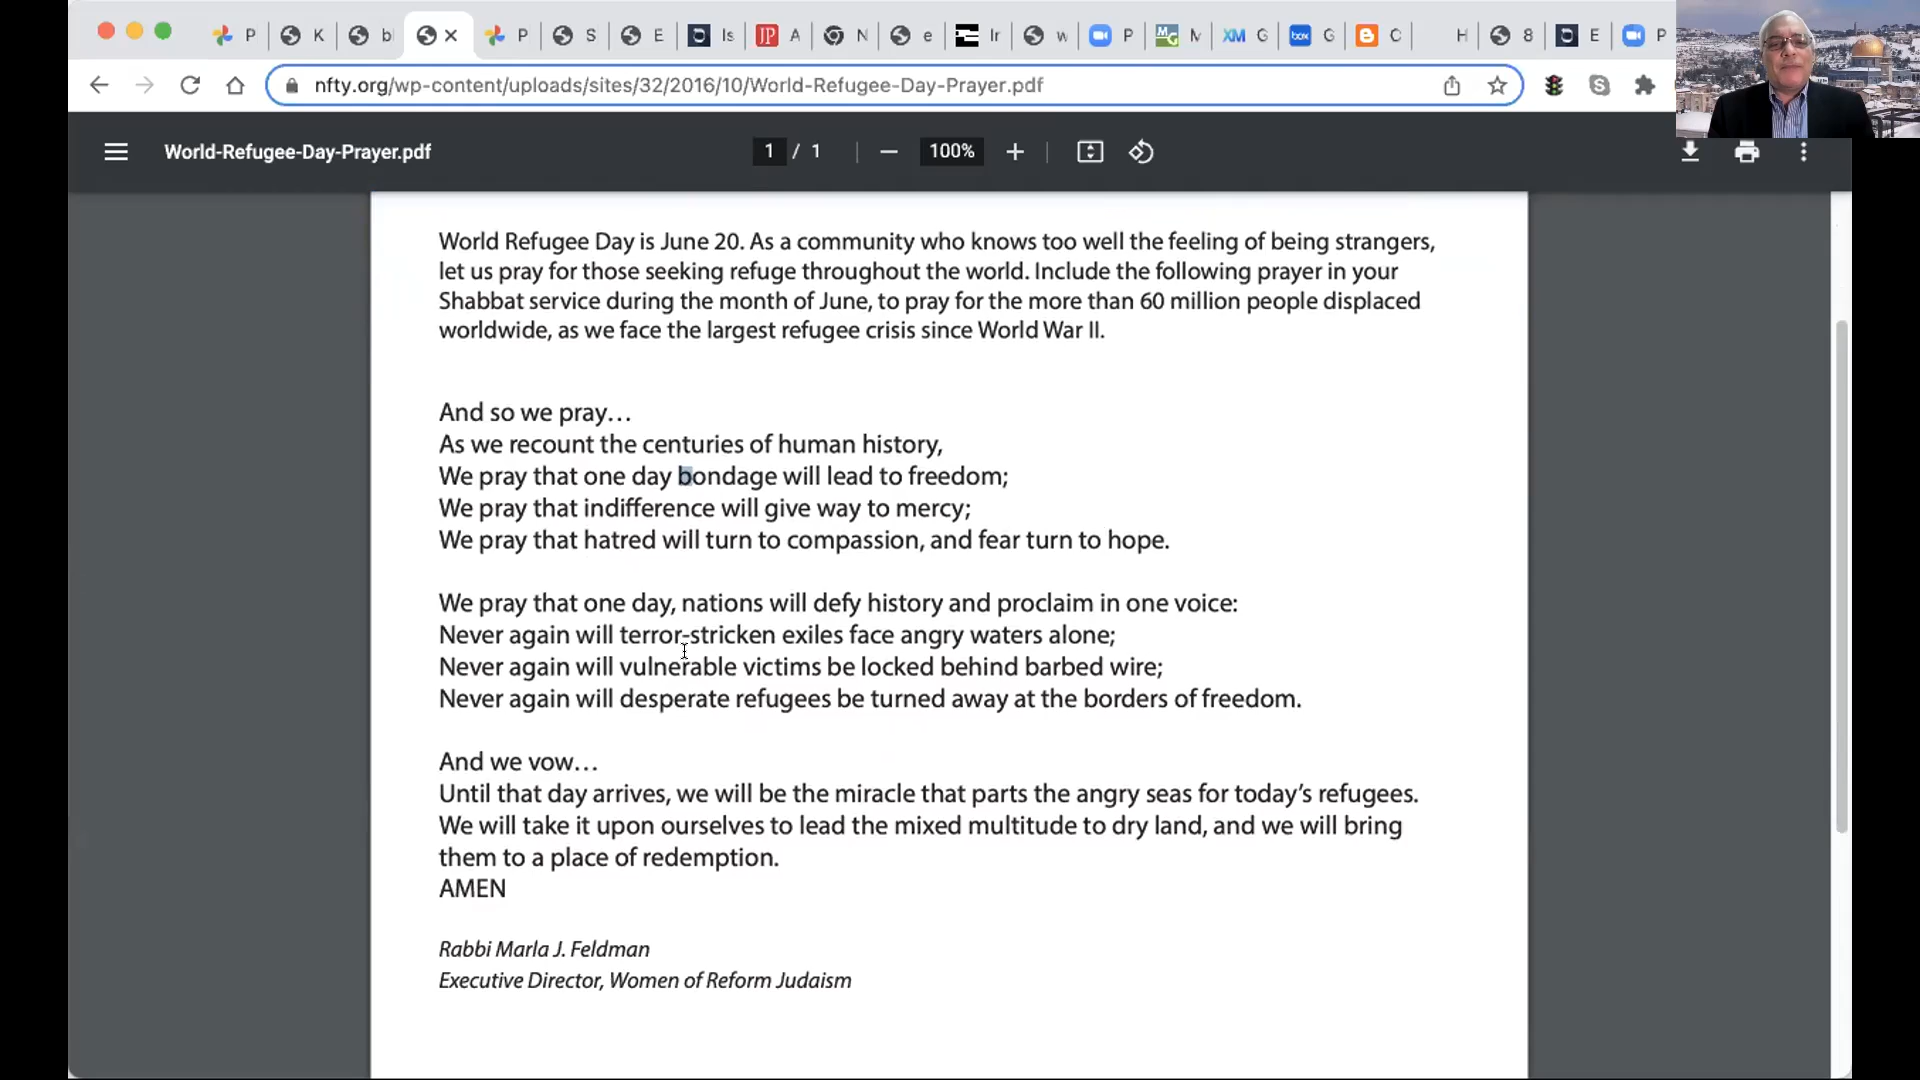 P K b P S E Is A N e Ir w P M G G C H 8 E P
nfty.org/wp-content/uploads/sites/32/2016/10/World-Refugee-Day-Prayer.pdf
World-Refugee-Day-Prayer.pdf 1 / 1 100%
World Refugee Day is June 20. As a community who knows too well the feeling of being strangers,
let us pray for those seeking refuge throughout the world. Include the following prayer in your
Shabbat service during the month of June, to pray for the more than 60 million people displaced
worldwide, as we face the largest refugee crisis since World War II.
And so we pray…
As we recount the centuries of human history,
We pray that one day bondage will lead to freedom;
We pray that indifference will give way to mercy;
We pray that hatred will turn to compassion, and fear turn to hope.
We pray that one day, nations will defy history and proclaim in one voice:
Never again will terror-stricken exiles face angry waters alone;
Never again will vulnerable victims be locked behind barbed wire;
Never again will desperate refugees be turned away at the borders of freedom.
And we vow…
Until that day arrives, we will be the miracle that parts the angry seas for today’s refugees.
We will take it upon ourselves to lead the mixed multitude to dry land, and we will bring
them to a place of redemption.
AMEN
Rabbi Marla J. Feldman
Executive Director, Women of Reform Judaism